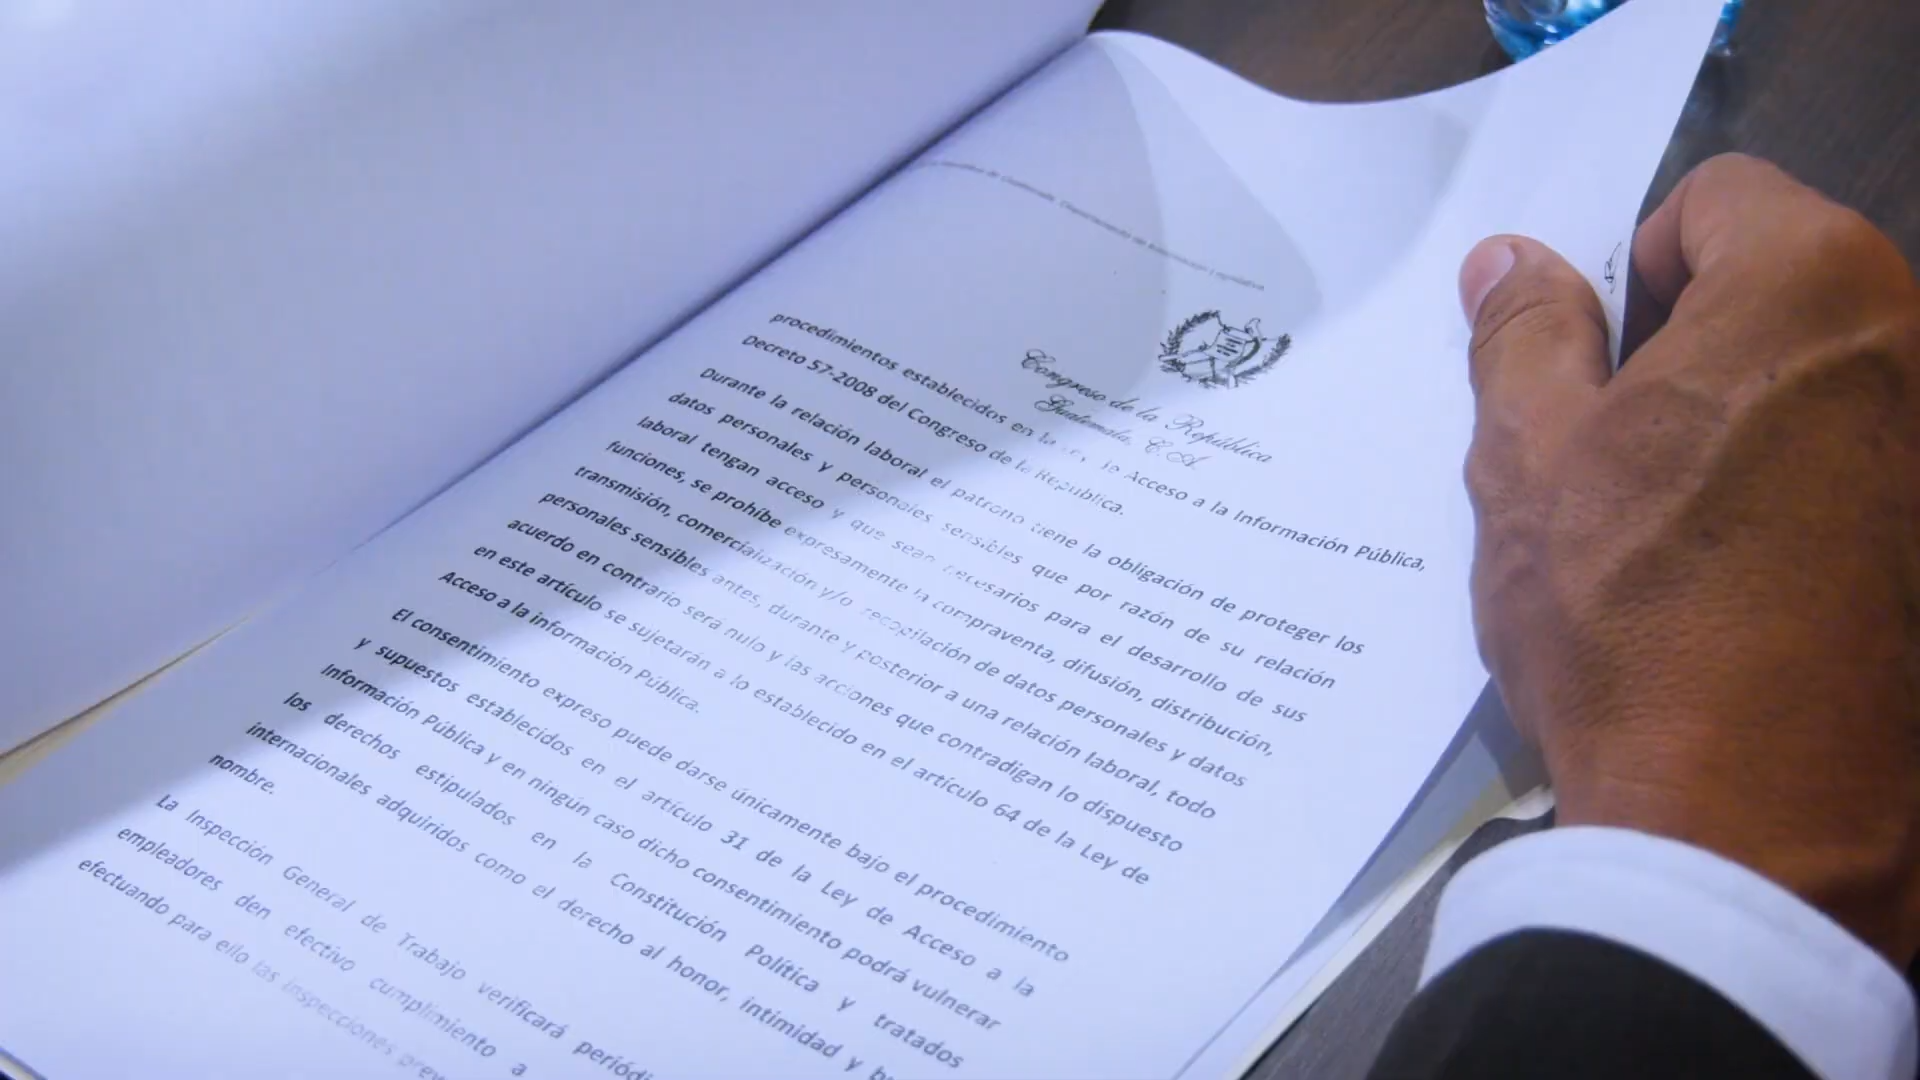 Congreso de la República
Guatemala, C. A.
procedimientos establecidos en la Ley de Acceso a la Información Pública,
Decreto 57-2008 del Congreso de la República.
Durante la relación laboral el patrono tiene la obligación de proteger los
datos personales y personales sensibles que por razón de su relación
laboral tengan acceso y que sean necesarios para el desarrollo de sus
funciones, se prohíbe expresamente la compraventa, difusión, distribución,
transmisión, comercialización y/o recopilación de datos personales y datos
personales sensibles antes, durante y posterior a una relación laboral, todo
acuerdo en contrario será nulo y las acciones que contradigan lo dispuesto
en este artículo se sujetarán a lo establecido en el artículo 64 de la Ley de
Acceso a la información Pública.
El consentimiento expreso puede darse únicamente bajo el procedimiento
y supuestos establecidos en el artículo 31 de la Ley de Acceso a la
Información Pública y en ningún caso dicho consentimiento podrá vulnerar
los derechos estipulados en la Constitución Política y tratados
internacionales adquiridos como el derecho al honor, intimidad y
nombre.
La Inspección General de Trabajo verificará
empleadores den efectivo cumplimiento a
efectuando para ello las inspecciones